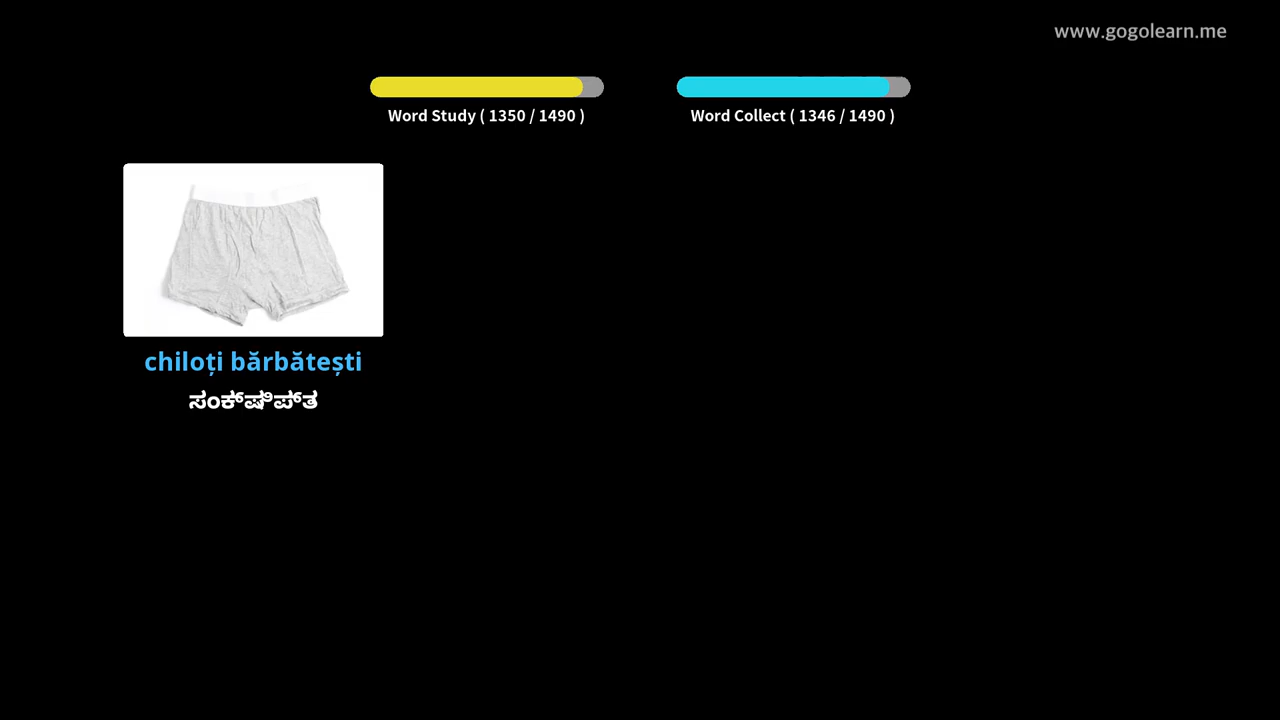 www.gogolearn.me
Word Study ( 1350 / 1490 )
Word Collect ( 1346 / 1490 )
chiloți bărbătești
ಸಂಕ್ಷಿಪ್ತ